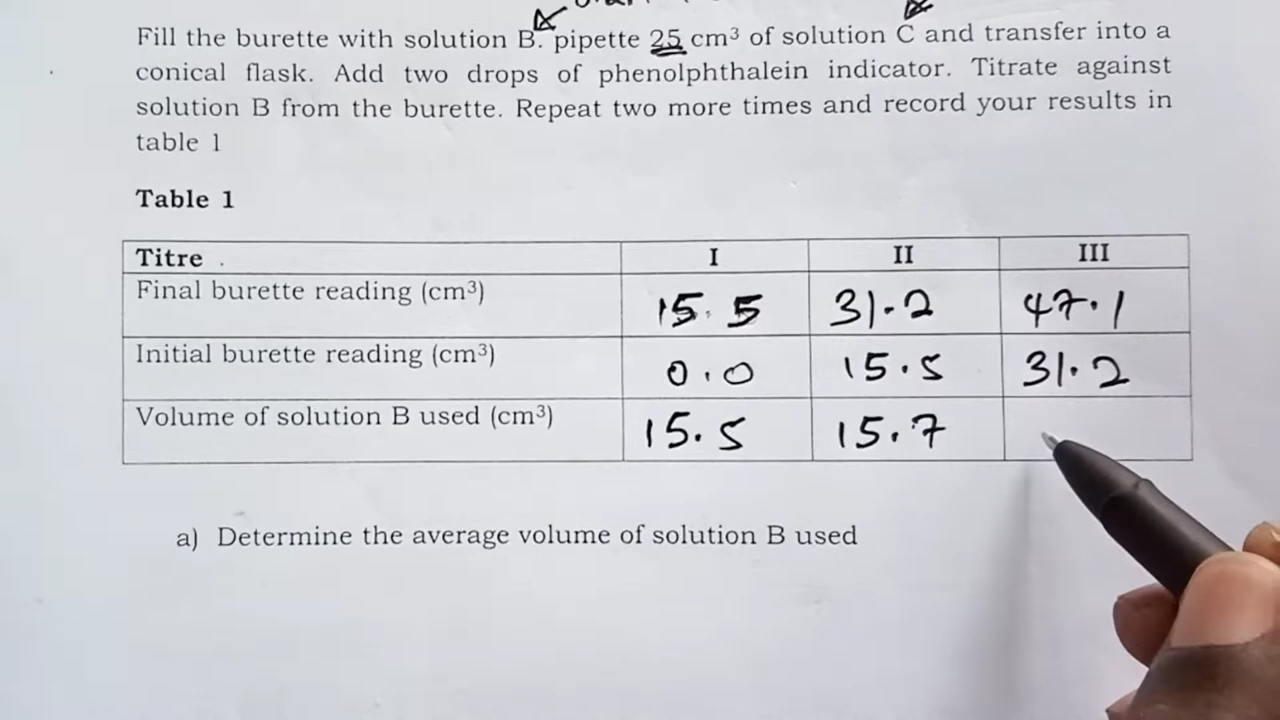 Fill the burette with solution B. pipette 25 cm³ of solution C and transfer into a
conical flask. Add two drops of phenolphthalein indicator. Titrate against
solution B from the burette. Repeat two more times and record your results in
table 1
Table 1
Titre I II III
Final burette reading (cm³) 15.5 31.2 47.1
Initial burette reading (cm³) 0.0 15.5 31.2
Volume of solution B used (cm³) 15.5 15.7
a) Determine the average volume of solution B used